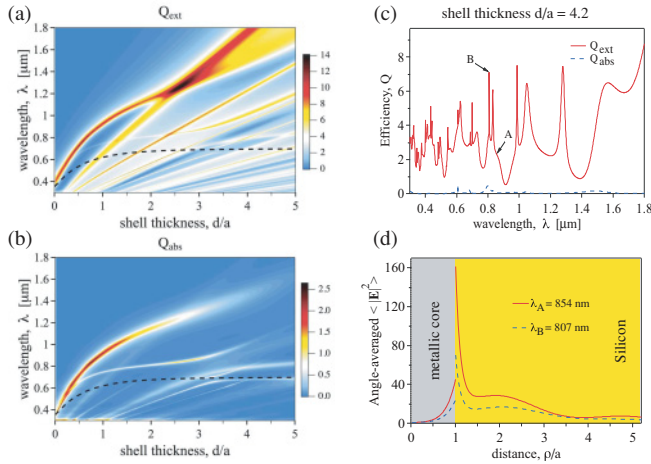 (a)
Q_ext
1.8
1.6
1.4
1.2
1.0
0.8
0.6
0.4
wavelength, λ [μm]
0
1
2
3
4
5
shell thickness, d/a
14
12
10
8
6
4
2
0
(b)
Q_abs
1.8
1.6
1.4
1.2
1.0
0.8
0.6
0.4
wavelength, λ [μm]
0
1
2
3
4
5
shell thickness, d/a
2.5
2.0
1.5
1.0
0.5
0.0
(c)
shell thickness d/a = 4.2
Q_ext
Q_abs
B
A
8
6
4
2
0
Efficiency, Q
0.4
0.6
0.8
1.0
1.2
1.4
1.6
1.8
wavelength, λ [μm]
(d)
160
120
80
40
0
Angle-averaged < |E|² >
metallic core
Silicon
λ_A = 854 nm
λ_B = 807 nm
0
1
2
3
4
5
distance, ρ/a